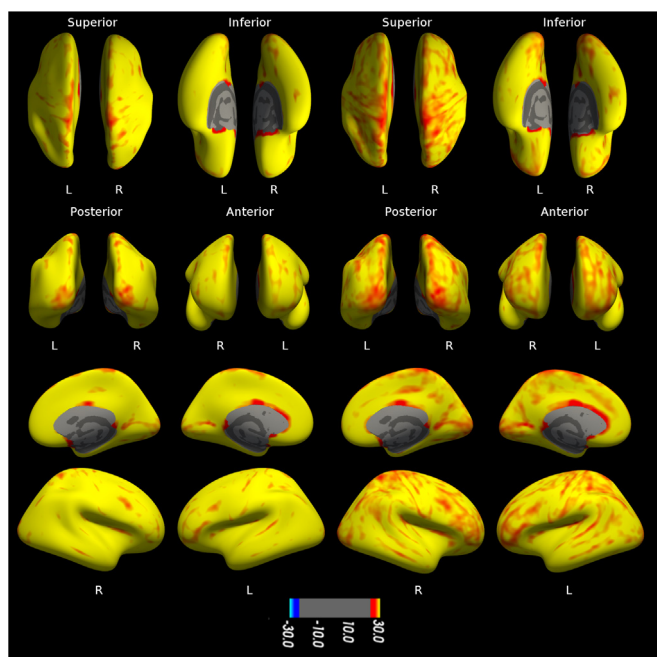 Superior Inferior Superior Inferior
L R L R L R L R
Posterior Anterior Posterior Anterior
L R R L L R R L
R L R L
-30.0 -10.0 10.0 30.0